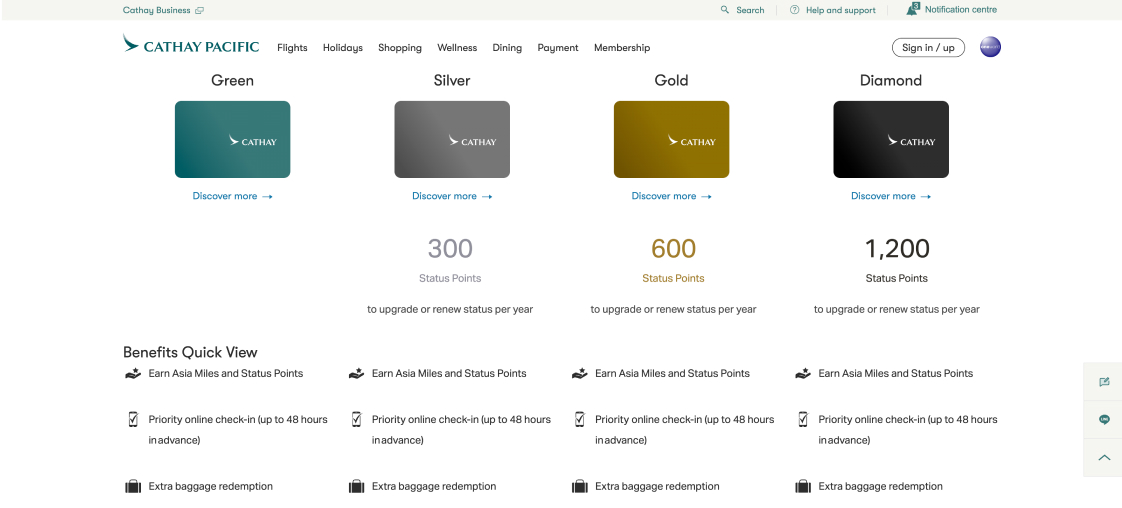 Cathay Business
Search
Help and support
3
Notification centre
CATHAY PACIFIC
Flights
Holidays
Shopping
Wellness
Dining
Payment
Membership
Sign in / up
Green
Silver
Gold
Diamond
CATHAY
CATHAY
CATHAY
CATHAY
Discover more →
Discover more →
Discover more →
Discover more →
300
600
1,200
Status Points
Status Points
Status Points
to upgrade or renew status per year
to upgrade or renew status per year
to upgrade or renew status per year
Benefits Quick View
Earn Asia Miles and Status Points
Earn Asia Miles and Status Points
Earn Asia Miles and Status Points
Earn Asia Miles and Status Points
Priority online check-in (up to 48 hours
in advance)
Priority online check-in (up to 48 hours
in advance)
Priority online check-in (up to 48 hours
in advance)
Priority online check-in (up to 48 hours
in advance)
Extra baggage redemption
Extra baggage redemption
Extra baggage redemption
Extra baggage redemption